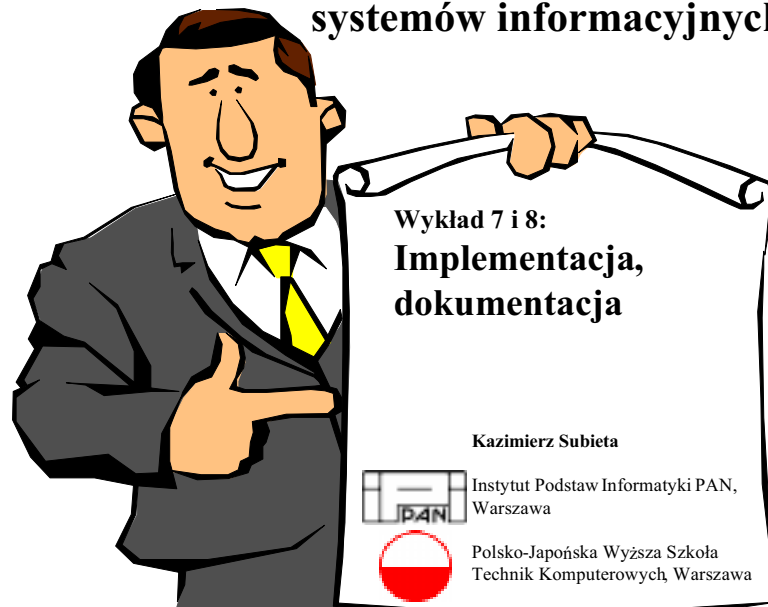 systemów informacyjnych
Wykład 7 i 8:
Implementacja,
dokumentacja
Kazimierz Subieta
Instytut Podstaw Informatyki PAN,
Warszawa
PAN
Polsko-Japońska Wyższa Szkoła
Technik Komputerowych, Warszawa